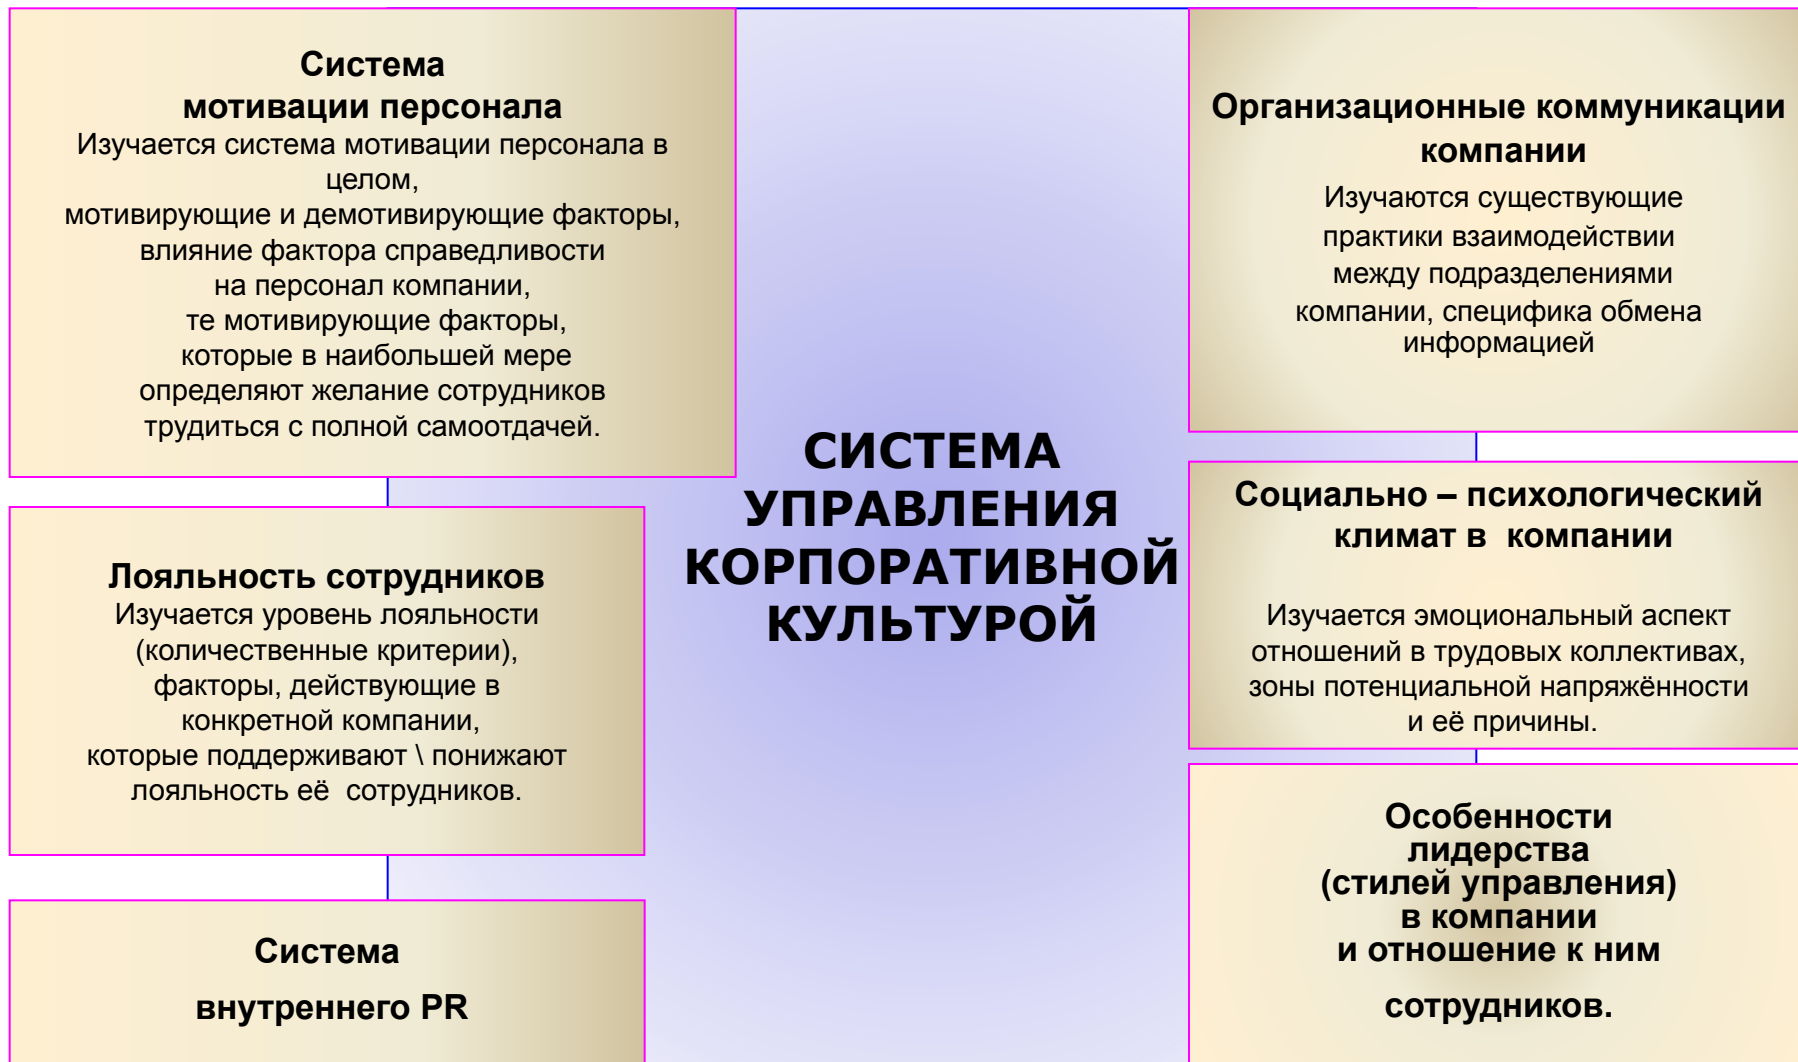 Система
мотивации персонала
Изучается система мотивации персонала в
целом,
мотивирующие и демотивирующие факторы,
влияние фактора справедливости
на персонал компании,
те мотивирующие факторы,
которые в наибольшей мере
определяют желание сотрудников
трудиться с полной самоотдачей.
Лояльность сотрудников
Изучается уровень лояльности
(количественные критерии),
факторы, действующие в
конкретной компании,
которые поддерживают \ понижают
лояльность её сотрудников.
Система
внутреннего PR
СИСТЕМА
УПРАВЛЕНИЯ
КОРПОРАТИВНОЙ
КУЛЬТУРОЙ
Организационные коммуникации
компании
Изучаются существующие
практики взаимодействии
между подразделениями
компании, специфика обмена
информацией
Социально – психологический
климат в компании
Изучается эмоциональный аспект
отношений в трудовых коллективах,
зоны потенциальной напряжённости
и её причины.
Особенности
лидерства
(стилей управления)
в компании
и отношение к ним
сотрудников.